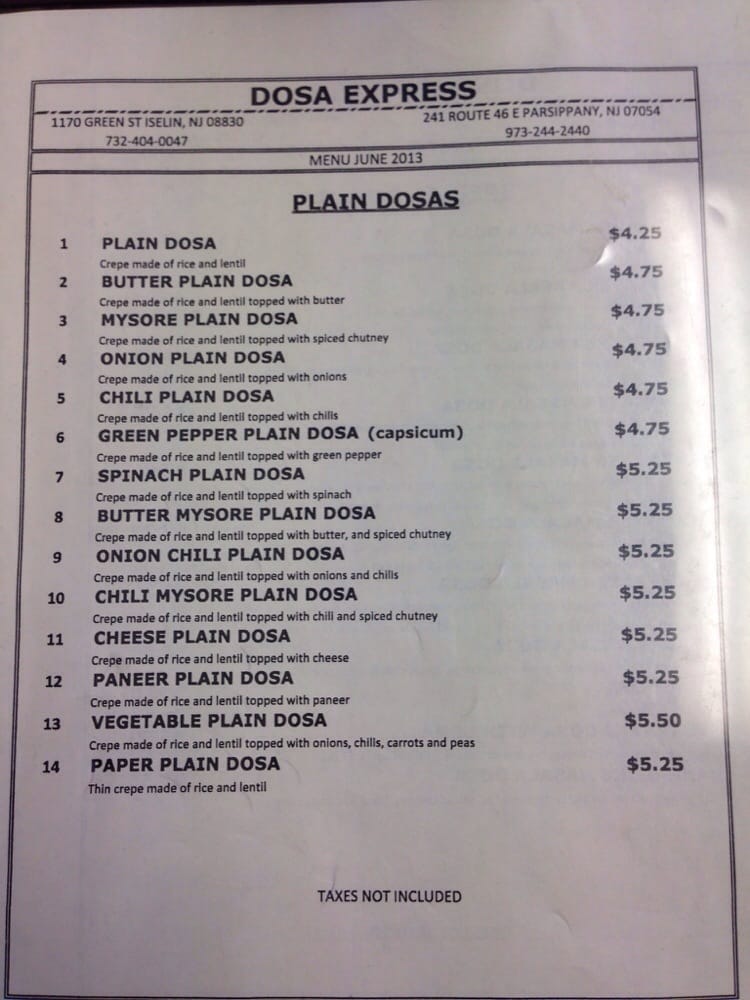 DOSA EXPRESS
1170 GREEN ST ISELIN, NJ 08830 241 ROUTE 46 E PARSIPPANY, NJ 07054
732-404-0047 973-244-2440
MENU JUNE 2013
PLAIN DOSAS
1 PLAIN DOSA $4.25
Crepe made of rice and lentil
2 BUTTER PLAIN DOSA $4.75
Crepe made of rice and lentil topped with butter
3 MYSORE PLAIN DOSA $4.75
Crepe made of rice and lentil topped with spiced chutney
4 ONION PLAIN DOSA $4.75
Crepe made of rice and lentil topped with onions
5 CHILI PLAIN DOSA $4.75
Crepe made of rice and lentil topped with chills
6 GREEN PEPPER PLAIN DOSA (capsicum) $4.75
Crepe made of rice and lentil topped with green pepper
7 SPINACH PLAIN DOSA $5.25
Crepe made of rice and lentil topped with spinach
8 BUTTER MYSORE PLAIN DOSA $5.25
Crepe made of rice and lentil topped with butter, and spiced chutney
9 ONION CHILI PLAIN DOSA $5.25
Crepe made of rice and lentil topped with onions and chills
10 CHILI MYSORE PLAIN DOSA $5.25
Crepe made of rice and lentil topped with chill and spiced chutney
11 CHEESE PLAIN DOSA $5.25
Crepe made of rice and lentil topped with cheese
12 PANEER PLAIN DOSA $5.25
Crepe made of rice and lentil topped with paneer
13 VEGETABLE PLAIN DOSA $5.50
Crepe made of rice and lentil topped with onions, chills, carrots and peas
14 PAPER PLAIN DOSA $5.25
Thin crepe made of rice and lentil
TAXES NOT INCLUDED